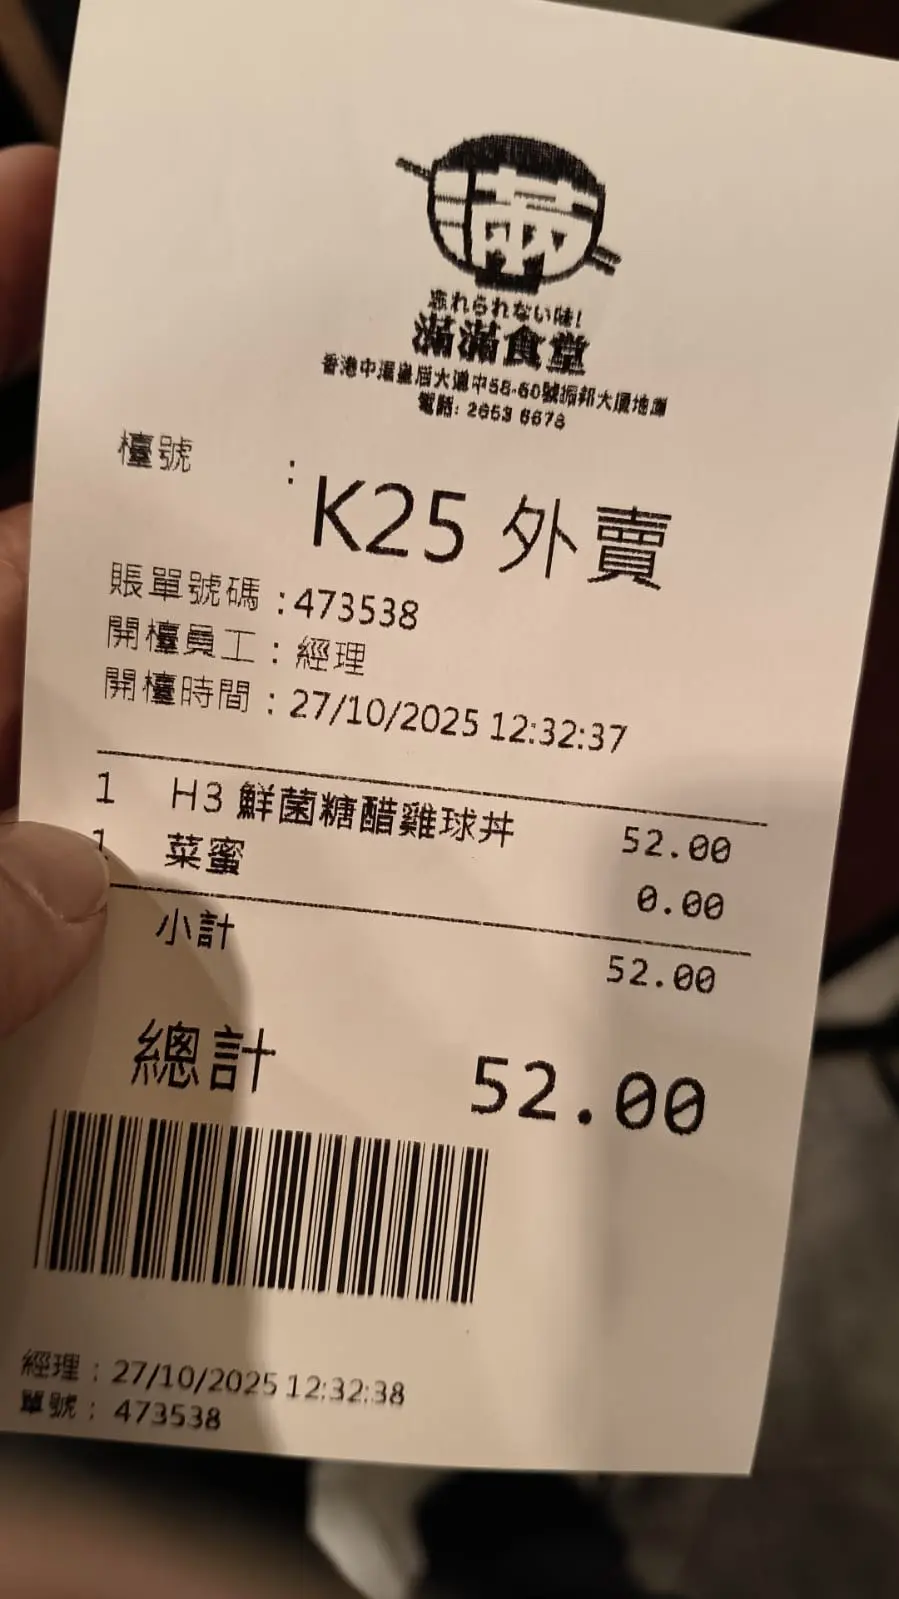 滿
忘れられない味!
滿滿食堂
香港中環皇后大道中58-60號振邦大廈地庫
電話: 2653 6678
檯號 :
K25 外賣
賬單號碼 :473538
開檯員工 : 經理
開檯時間 : 27/10/2025 12:32:37
1 H3 鮮菌糖醋雞球丼 52.00
1 菜蜜 0.00
小計 52.00
總計 52.00
經理 : 27/10/2025 12:32:38
單號 : 473538